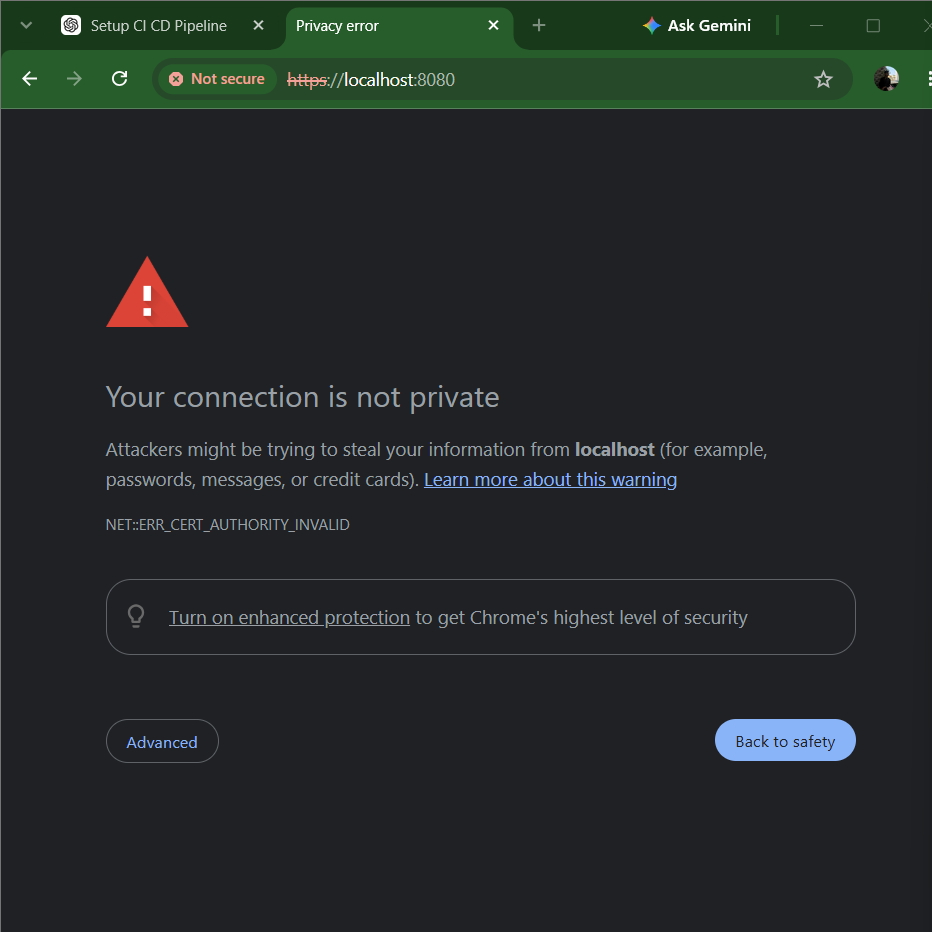 Setup CI CD Pipeline
Privacy error
Ask Gemini
Not secure
https://localhost:8080
Your connection is not private
Attackers might be trying to steal your information from localhost (for example,
passwords, messages, or credit cards). Learn more about this warning
NET::ERR_CERT_AUTHORITY_INVALID
Turn on enhanced protection to get Chrome's highest level of security
Advanced
Back to safety